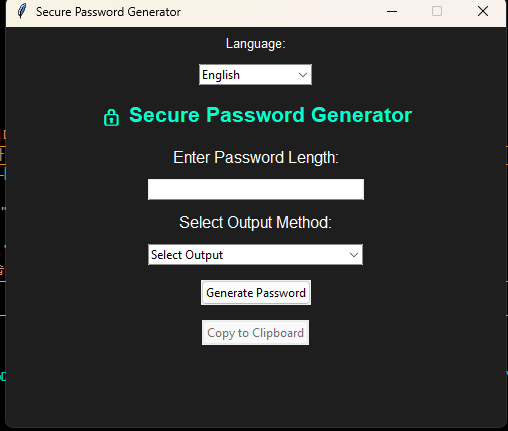 Secure Password Generator
Language:
English
Secure Password Generator
Enter Password Length:
Select Output Method:
Select Output
Generate Password
Copy to Clipboard